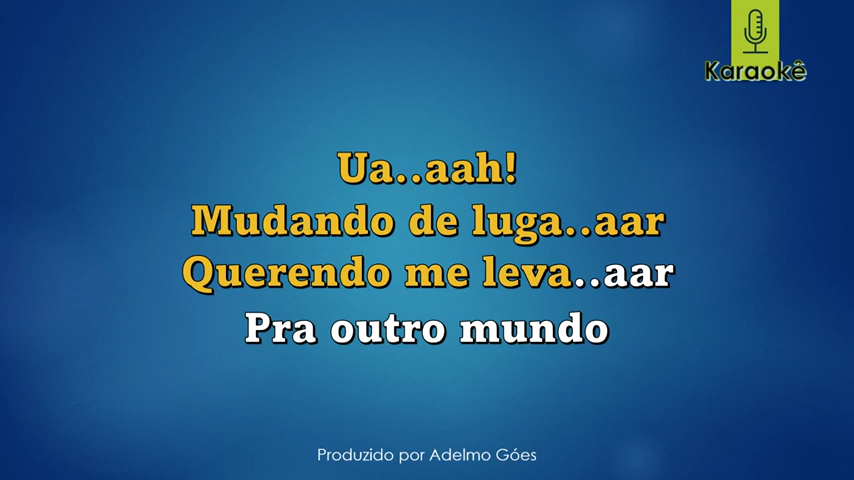 Karaokê
Ua..aah!
Mudando de luga..aar
Querendo me leva..aar
Pra outro mundo
Produzido por Adelmo Góes